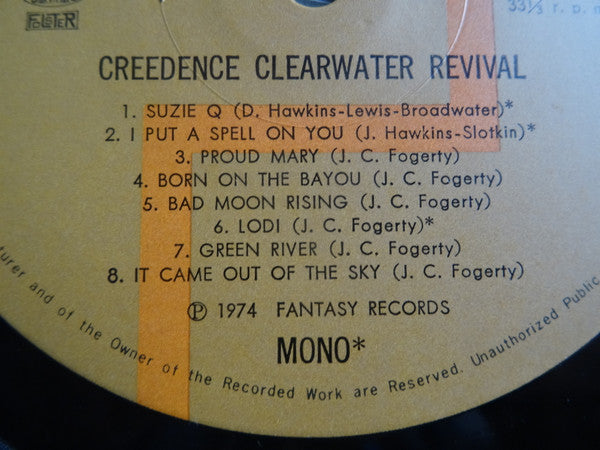 FOLSTER
33⅓ r. p. m
CREEDENCE CLEARWATER REVIVAL
1. SUZIE Q (D. Hawkins-Lewis-Broadwater)*
2. I PUT A SPELL ON YOU (J. Hawkins-Slotkin)*
3. PROUD MARY (J. C. Fogerty)
4. BORN ON THE BAYOU (J. C. Fogerty)
5. BAD MOON RISING (J. C. Fogerty)
6. LODI (J. C. Fogerty)*
7. GREEN RIVER (J. C. Fogerty)
8. IT CAME OUT OF THE SKY (J. C. Fogerty)
℗ 1974 FANTASY RECORDS
MONO*
turer and of the Owner of the Recorded Work are Reserved. Unauthorized Public